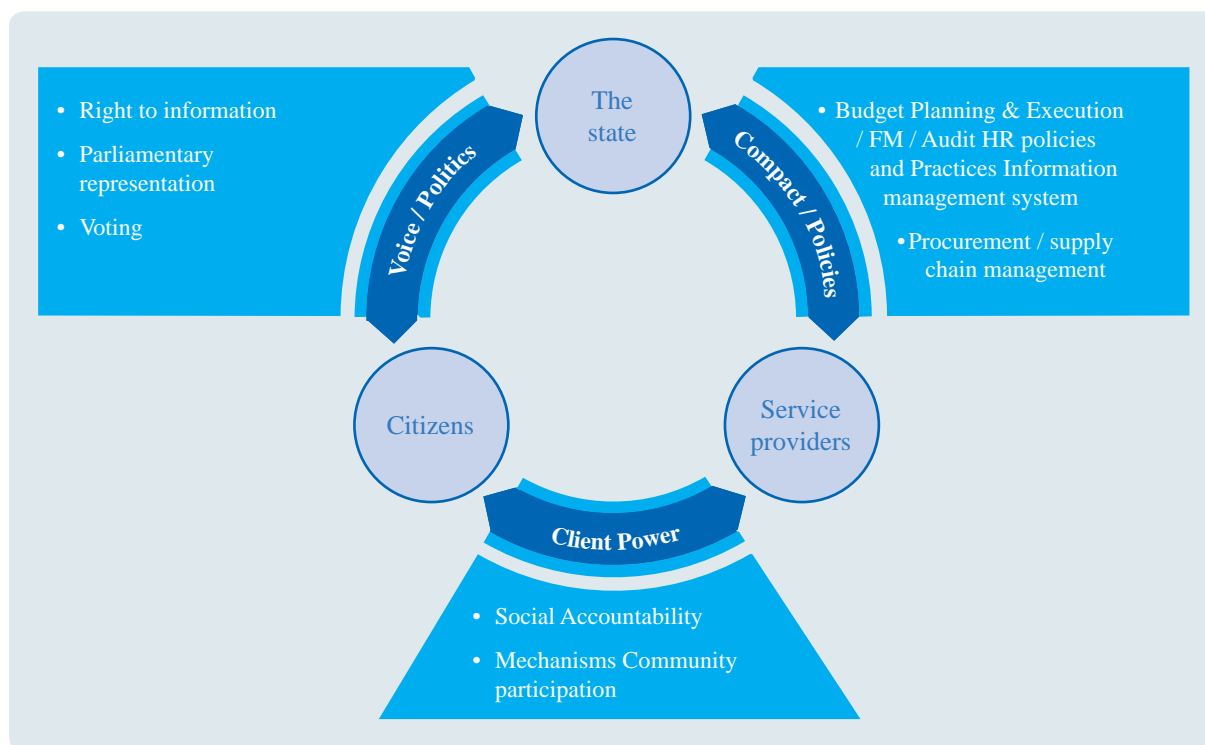 The
state
• Right to information
• Parliamentary
representation
• Voting
Voice / Politics
Compact / Policies
• Budget Planning & Execution
/ FM / Audit HR policies
and Practices Information
management system
•Procurement / supply
chain management
Citizens
Service
providers
Client Power
• Social Accountability
• Mechanisms Community
participation